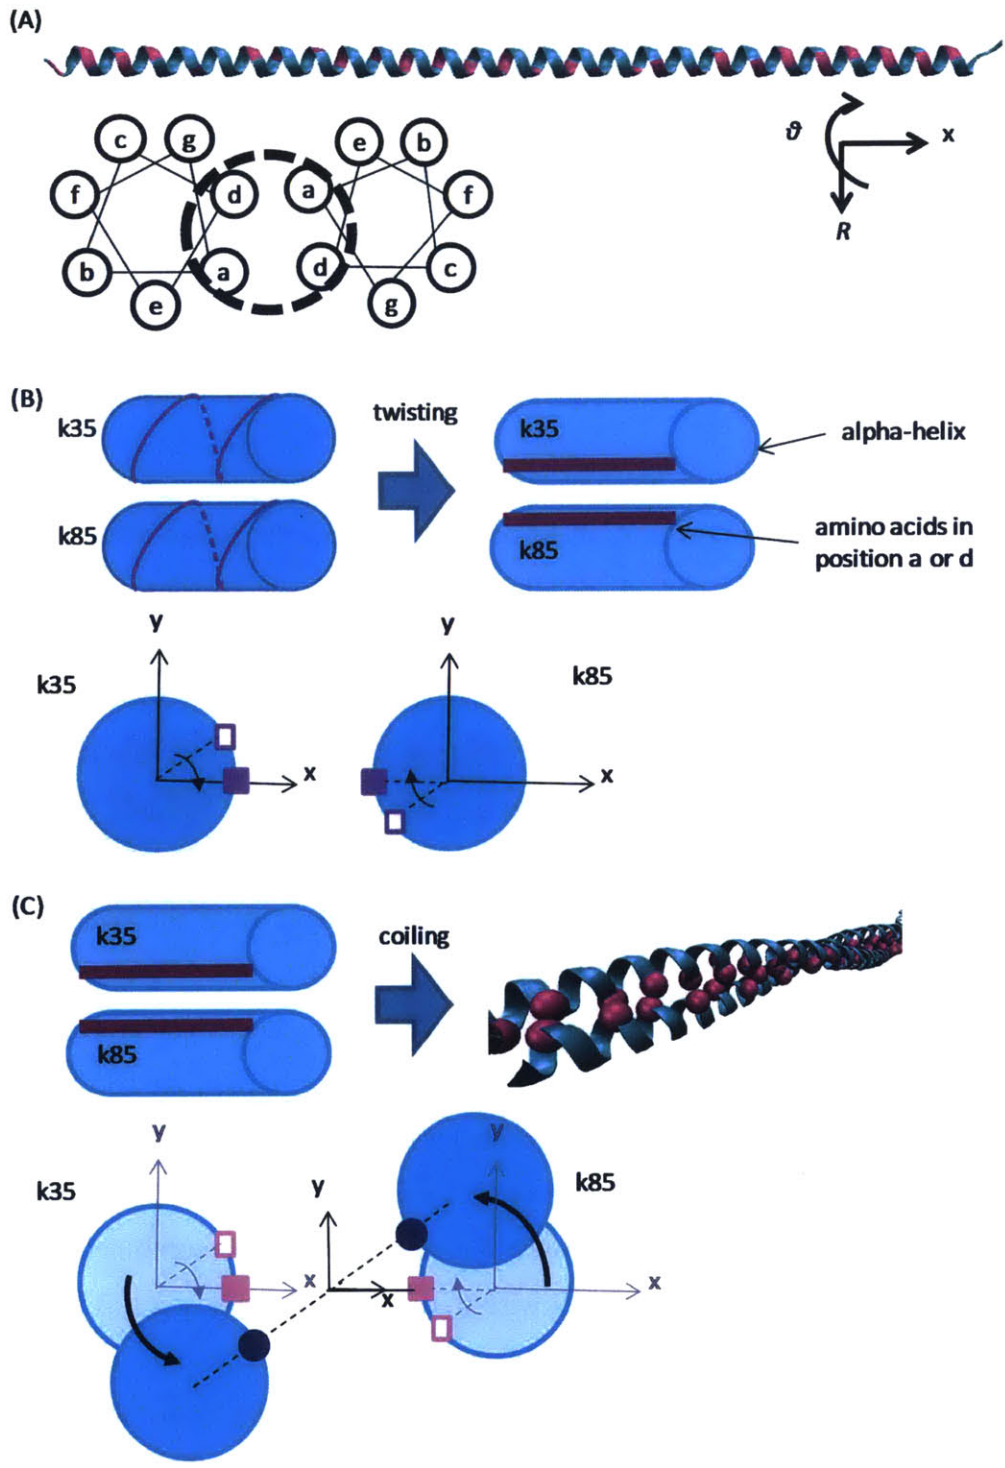 (A)
ϑ
x
R
c
g
e
b
f
d
a
f
b
a
d
c
e
g
(B)
k35
k85
twisting
k35
k85
alpha-helix
amino acids in
position a or d
y
y
k35
k85
x
x
(C)
k35
k85
coiling
y
y
y
k35
k85
x
x
x